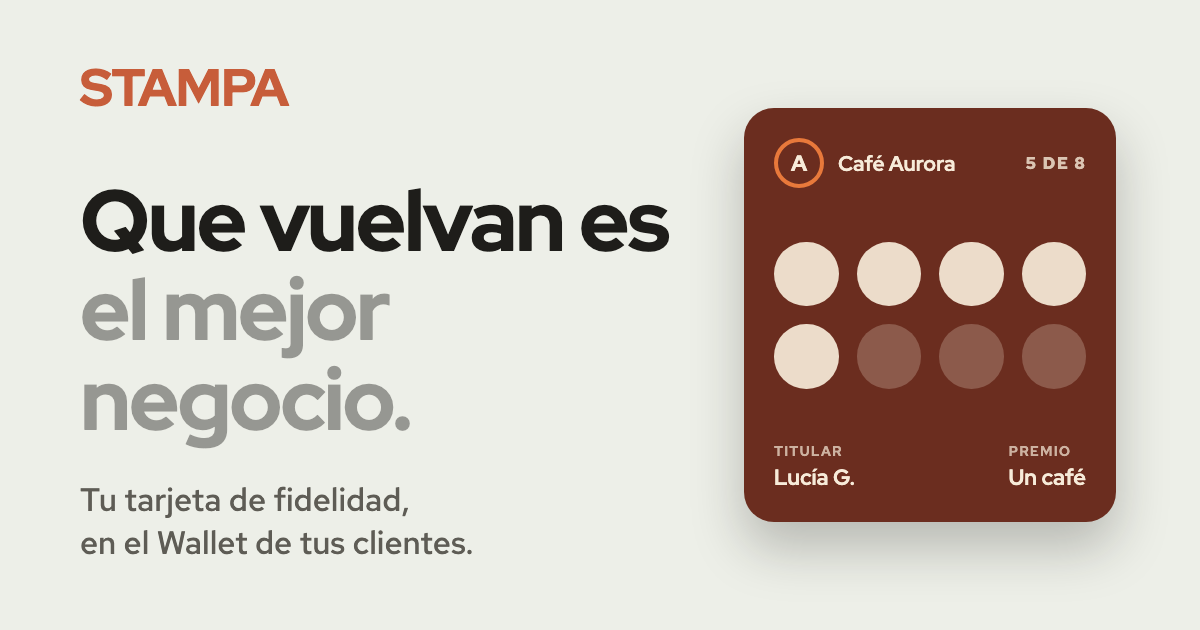 STAMPA
Que vuelvan es
el mejor
negocio.
Tu tarjeta de fidelidad,
en el Wallet de tus clientes.
A
Café Aurora
5 DE 8
TITULAR
Lucía G.
PREMIO
Un café